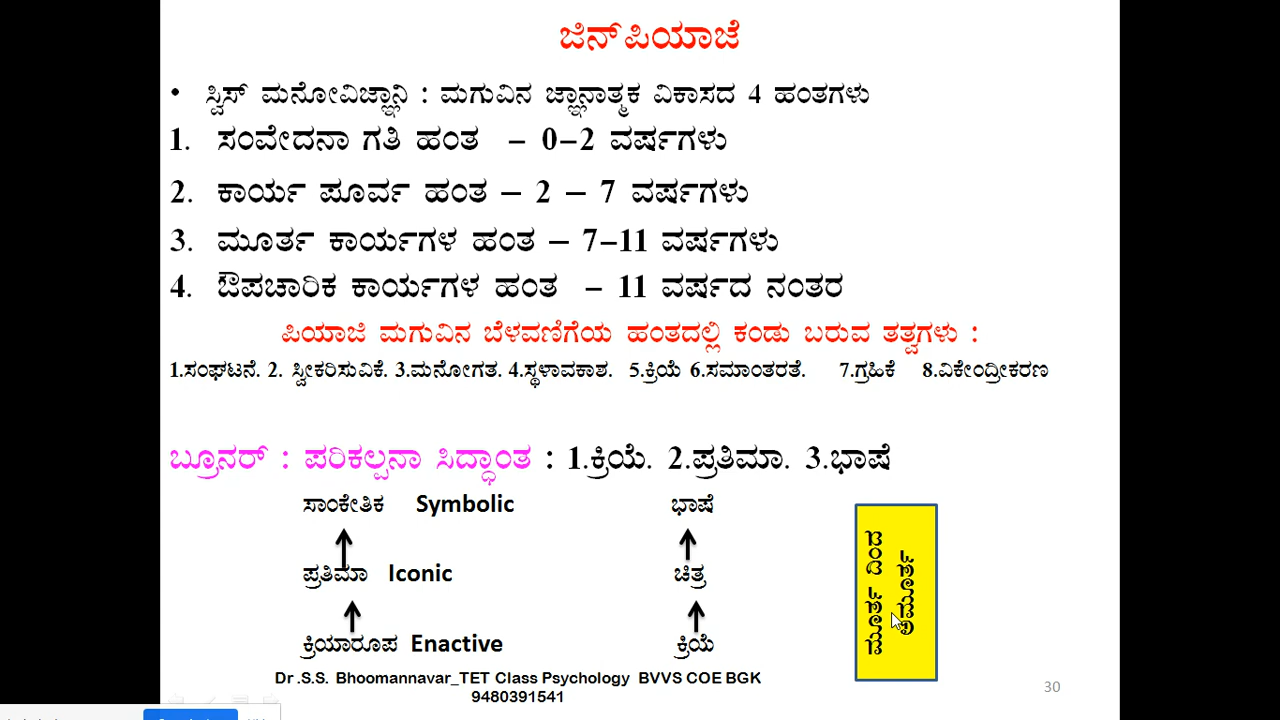 ಜಿನ್ ಪಿಯಾಜೆ
• ಸ್ವಿಸ್ ಮನೋವಿಜ್ಞಾನಿ : ಮಗುವಿನ ಜ್ಞಾನಾತ್ಮಕ ವಿಕಾಸದ 4 ಹಂತಗಳು
1. ಸಂವೇದನಾ ಗತಿ ಹಂತ – 0–2 ವರ್ಷಗಳು
2. ಕಾರ್ಯ ಪೂರ್ವ ಹಂತ – 2 – 7 ವರ್ಷಗಳು
3. ಮೂರ್ತ ಕಾರ್ಯಗಳ ಹಂತ – 7–11 ವರ್ಷಗಳು
4. ಔಪಚಾರಿಕ ಕಾರ್ಯಗಳ ಹಂತ – 11 ವರ್ಷದ ನಂತರ
ಪಿಯಾಜಿ ಮಗುವಿನ ಬೆಳವಣಿಗೆಯ ಹಂತದಲ್ಲಿ ಕಂಡು ಬರುವ ತತ್ವಗಳು :
1.ಸಂಘಟನೆ. 2. ಸ್ವೀಕರಿಸುವಿಕೆ. 3.ಮನೋಗತ. 4.ಸ್ಥಳಾವಕಾಶ. 5.ಕ್ರಿಯೆ 6.ಸಮಾಂತರತೆ. 7.ಗ್ರಹಿಕೆ 8.ವಿಕೇಂದ್ರೀಕರಣ
ಬ್ರೂನರ್ : ಪರಿಕಲ್ಪನಾ ಸಿದ್ಧಾಂತ : 1.ಕ್ರಿಯೆ. 2.ಪ್ರತಿಮಾ. 3.ಭಾಷೆ
ಸಾಂಕೇತಿಕ Symbolic ಭಾಷೆ
ಪ್ರತಿಮಾ Iconic ಚಿತ್ರ
ಕ್ರಿಯಾರೂಪ Enactive ಕ್ರಿಯೆ
ಮೂರ್ತ ದಿಂದ
ಅಮೂರ್ತ
Dr .S.S. Bhoomannavar_TET Class Psychology BVVS COE BGK
9480391541
30